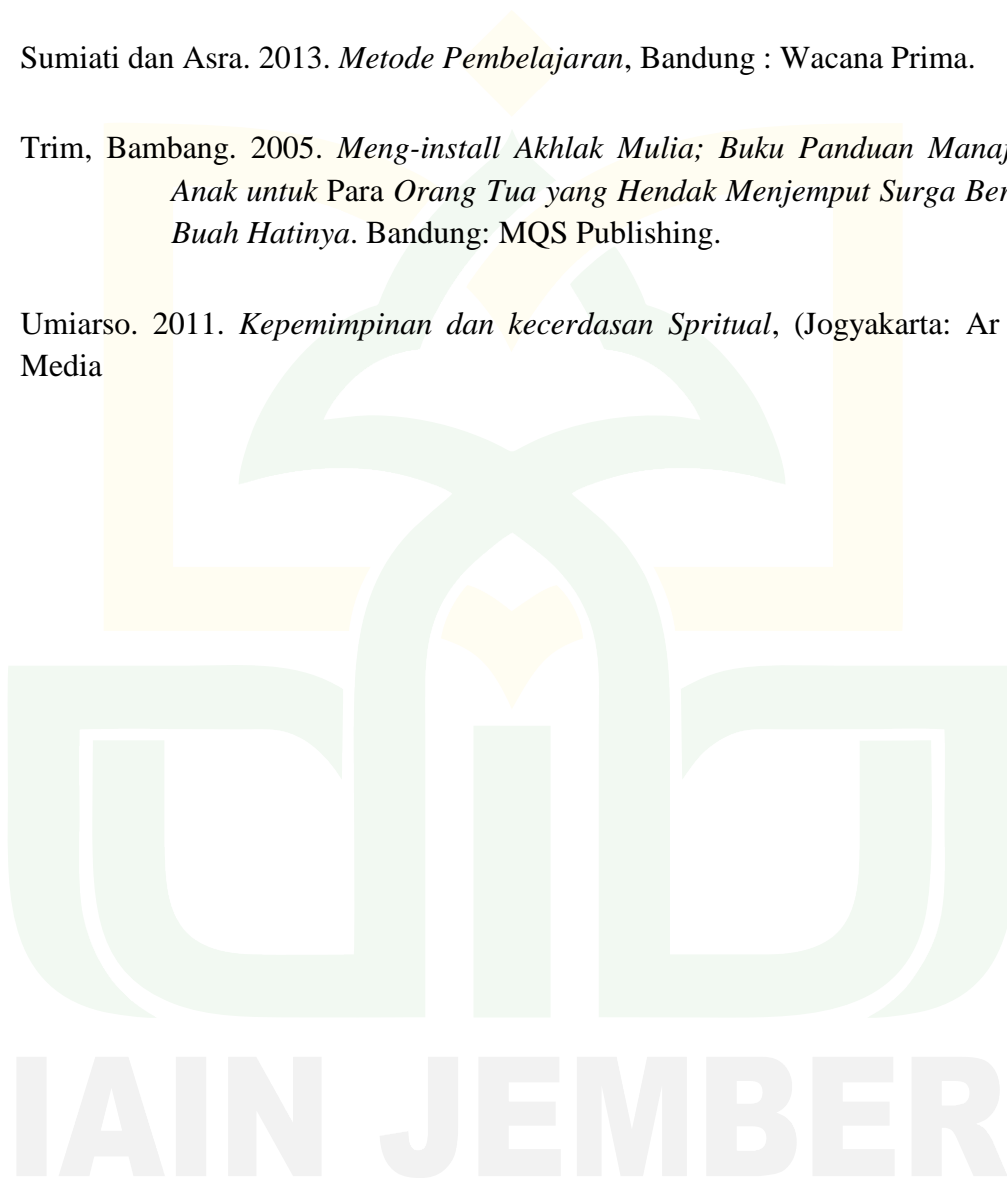 Sumiati dan Asra. 2013. Metode Pembelajaran, Bandung : Wacana Prima.
Trim, Bambang. 2005. Meng-install Akhlak Mulia; Buku Panduan
Anak untuk Para Orang Tua yang Hendak Menjemput Surga
Buah Hatinya. Bandung: MQS Publishing.
Umiarso. 2011. Kepemimpinan dan kecerdasan Spritual, (Jogyakarta: Ar
Media
IAIN JEMBER